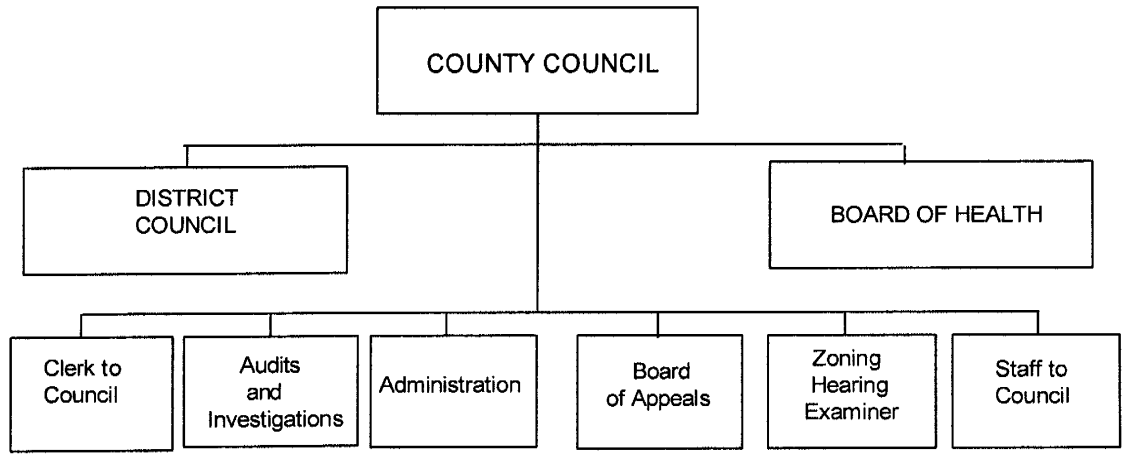 COUNTY COUNCIL
DISTRICT
COUNCIL
BOARD OF HEALTH
Clerk to
Council
Audits
and
Investigations
Administration
Board
of Appeals
Zoning
Hearing
Examiner
Staff to
Council